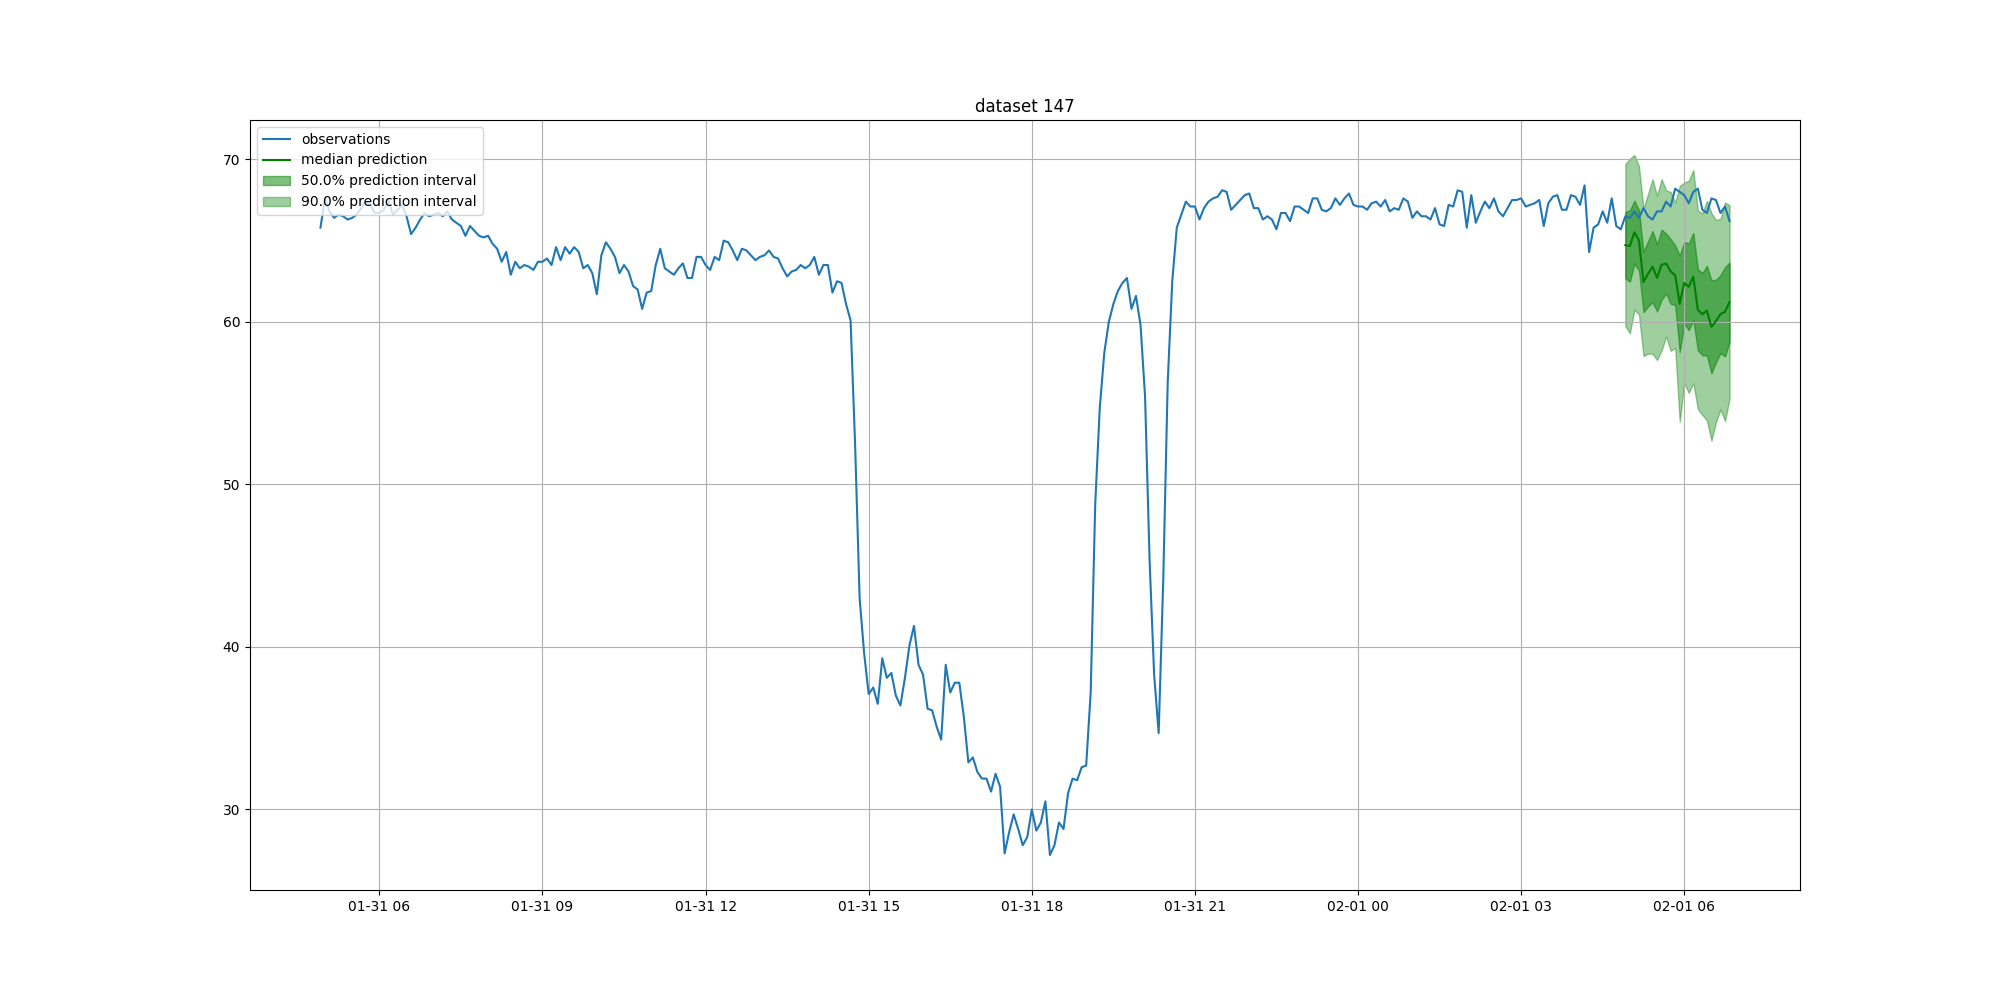 dataset 147
observations
median prediction
50.0% prediction interval
90.0% prediction interval
70
60
50
40
30
01-31 06 01-31 09 01-31 12 01-31 15 01-31 18 01-31 21 02-01 00 02-01 03 02-01 06